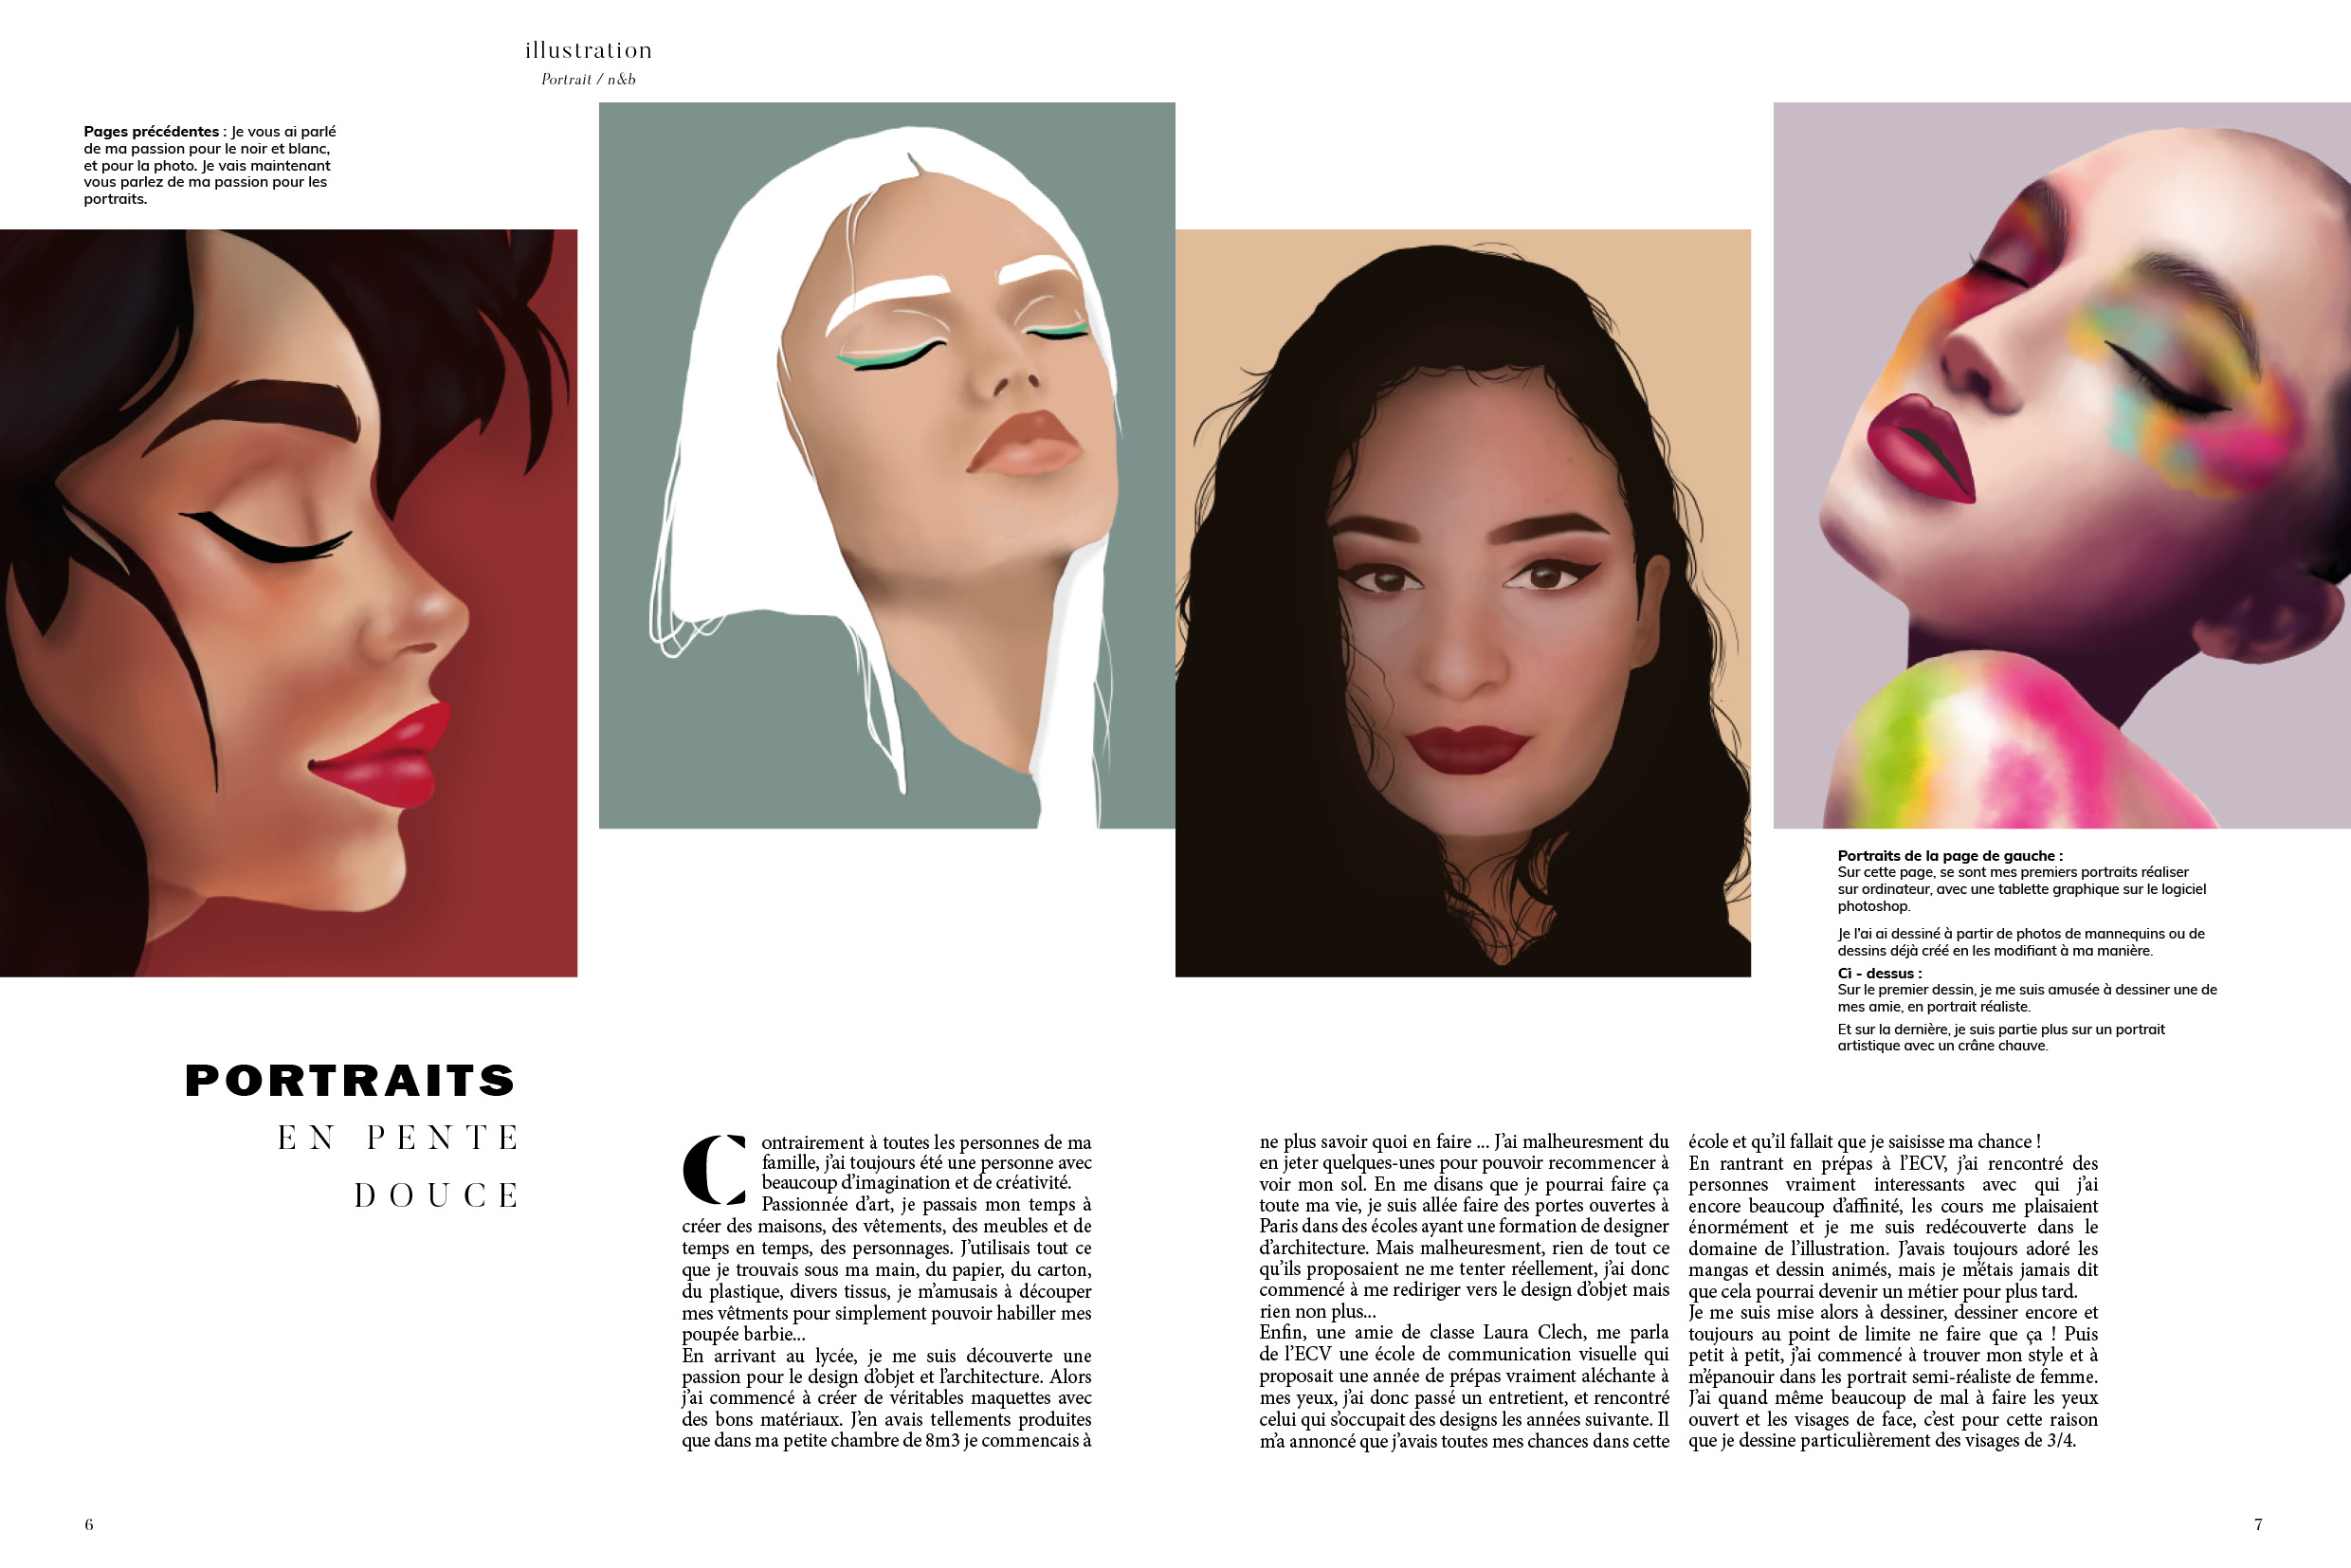 illustration
Portrait / n&b
Pages précédentes : Je vous ai parlé
de ma passion pour le noir et blanc,
et pour la photo. Je vais maintenant
vous parlez de ma passion pour les
portraits.
Portraits de la page de gauche :
Sur cette page, se sont mes premiers portraits réaliser
sur ordinateur, avec une tablette graphique sur le logiciel
photoshop.
Je l'ai ai dessiné à partir de photos de mannequins ou de
dessins déjà créé en les modifiant à ma manière.
Ci - dessus :
Sur le premier dessin, je me suis amusée à dessiner une de
mes amie, en portrait réaliste.
Et sur la dernière, je suis partie plus sur un portrait
artistique avec un crâne chauve.
PORTRAITS
EN PENTE
DOUCE
Contrairement à toutes les personnes de ma
famille, j'ai toujours été une personne avec
beaucoup d'imagination et de créativité.
Passionnée d'art, je passais mon temps à
créer des maisons, des vêtements, des meubles et de
temps en temps, des personnages. J'utilisais tout ce
que je trouvais sous ma main, du papier, du carton,
du plastique, divers tissus, je m'amusais à découper
mes vêtments pour simplement pouvoir habiller mes
poupée barbie...
En arrivant au lycée, je me suis découverte une
passion pour le design d'objet et l'architecture. Alors
j'ai commencé à créer de véritables maquettes avec
des bons matériaux. J'en avais tellements produites
que dans ma petite chambre de 8m3 je commencais à
ne plus savoir quoi en faire ... J'ai malheuresment du
en jeter quelques-unes pour pouvoir recommencer à
voir mon sol. En me disans que je pourrai faire ça
toute ma vie, je suis allée faire des portes ouvertes à
Paris dans des écoles ayant une formation de designer
d'architecture. Mais malheuresment, rien de tout ce
qu'ils proposaient ne me tenter réellement, j'ai donc
commencé à me rediriger vers le design d'objet mais
rien non plus...
Enfin, une amie de classe Laura Clech, me parla
de l'ECV une école de communication visuelle qui
proposait une année de prépas vraiment aléchante à
mes yeux, j'ai donc passé un entretient, et rencontré
celui qui s'occupait des designs les années suivante. Il
m'a annoncé que j'avais toutes mes chances dans cette
école et qu'il fallait que je saisisse ma chance !
En rantrant en prépas à l'ECV, j'ai rencontré des
personnes vraiment interessants avec qui j'ai
encore beaucoup d'affinité, les cours me plaisaient
énormément et je me suis redécouverte dans le
domaine de l'illustration. J'avais toujours adoré les
mangas et dessin animés, mais je m'étais jamais dit
que cela pourrai devenir un métier pour plus tard.
Je me suis mise alors à dessiner, dessiner encore et
toujours au point de limite ne faire que ça ! Puis
petit à petit, j'ai commencé à trouver mon style et à
m'épanouir dans les portrait semi-réaliste de femme.
J'ai quand même beaucoup de mal à faire les yeux
ouvert et les visages de face, c'est pour cette raison
que je dessine particulièrement des visages de 3/4.
6
7